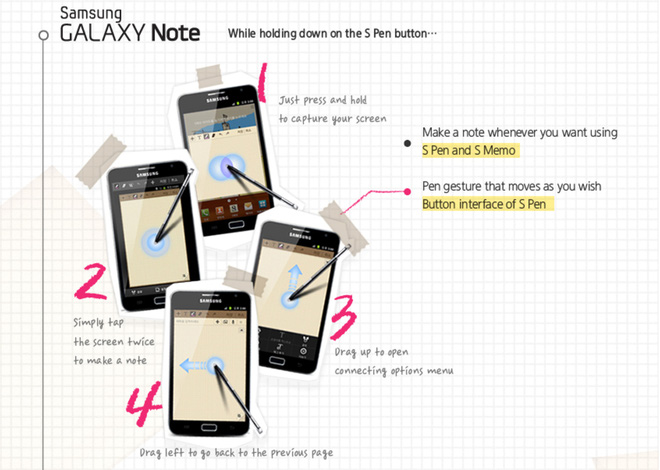 Samsung
GALAXY Note
While holding down on the S Pen button...
1
Just press and hold
to capture your screen
Make a note whenever you want using
S Pen and S Memo
Pen gesture that moves as you wish
Button interface of S Pen
SAMSUNG
SAMSUNG
2
Simply tap
the screen twice
to make a note
SAMSUNG
3
Drag up to open
connecting options menu
SAMSUNG
4
Drag left to go back to the previous page